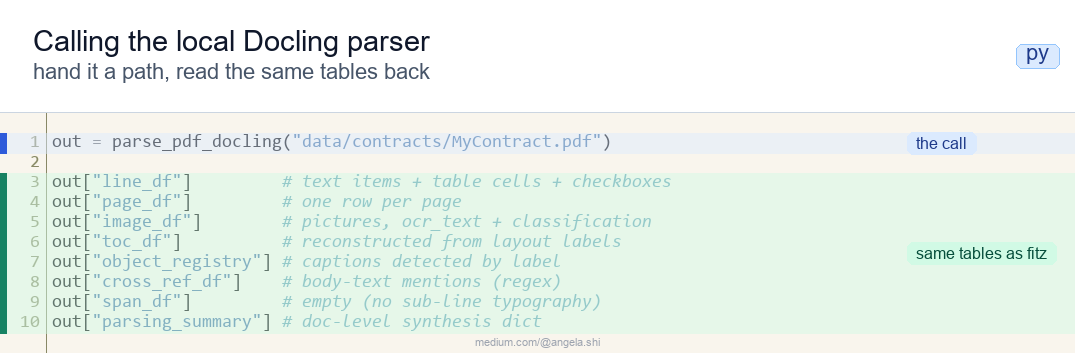 Calling the local Docling parser
hand it a path, read the same tables back
py
1 out = parse_pdf_docling("data/contracts/MyContract.pdf")
the call
2
3 out["line_df"] # text items + table cells + checkboxes
4 out["page_df"] # one row per page
5 out["image_df"] # pictures, ocr_text + classification
6 out["toc_df"] # reconstructed from layout labels
7 out["object_registry"] # captions detected by label
same tables as fitz
8 out["cross_ref_df"] # body-text mentions (regex)
9 out["span_df"] # empty (no sub-line typography)
10 out["parsing_summary"] # doc-level synthesis dict
medium.com/@angela.shi